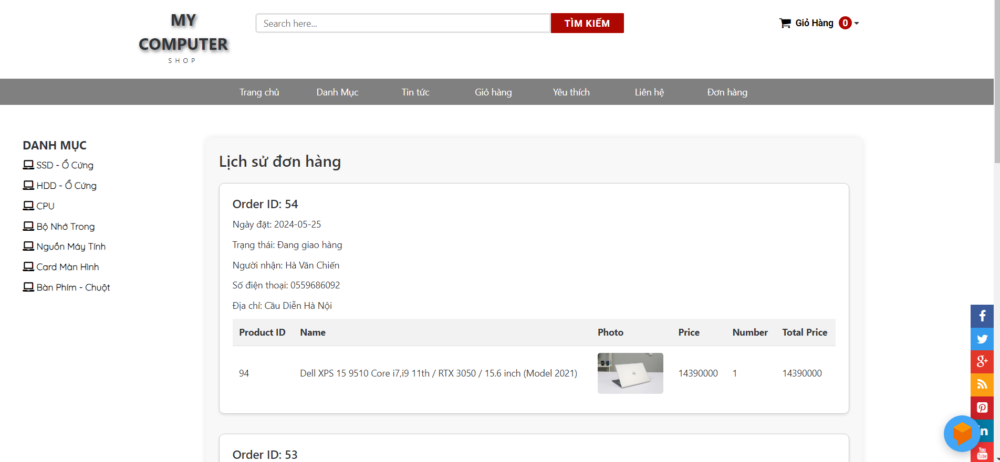 MY
COMPUTER
SHOP
Search here...
TÌM KIẾM
Giỏ Hàng 0
Trang chủ Danh Mục Tin tức Giỏ hàng Yêu thích Liên hệ Đơn hàng
DANH MỤC
SSD - Ổ Cứng
HDD - Ổ Cứng
CPU
Bộ Nhớ Trong
Nguồn Máy Tính
Card Màn Hình
Bàn Phím - Chuột
Lịch sử đơn hàng
Order ID: 54
Ngày đặt: 2024-05-25
Trạng thái: Đang giao hàng
Người nhận: Hà Văn Chiến
Số điện thoại: 0559686092
Địa chỉ: Cầu Diễn Hà Nội
Product ID Name Photo Price Number Total Price
94 Dell XPS 15 9510 Core i7,i9 11th / RTX 3050 / 15.6 inch (Model 2021) 14390000 1 14390000
Order ID: 53
You
Tube